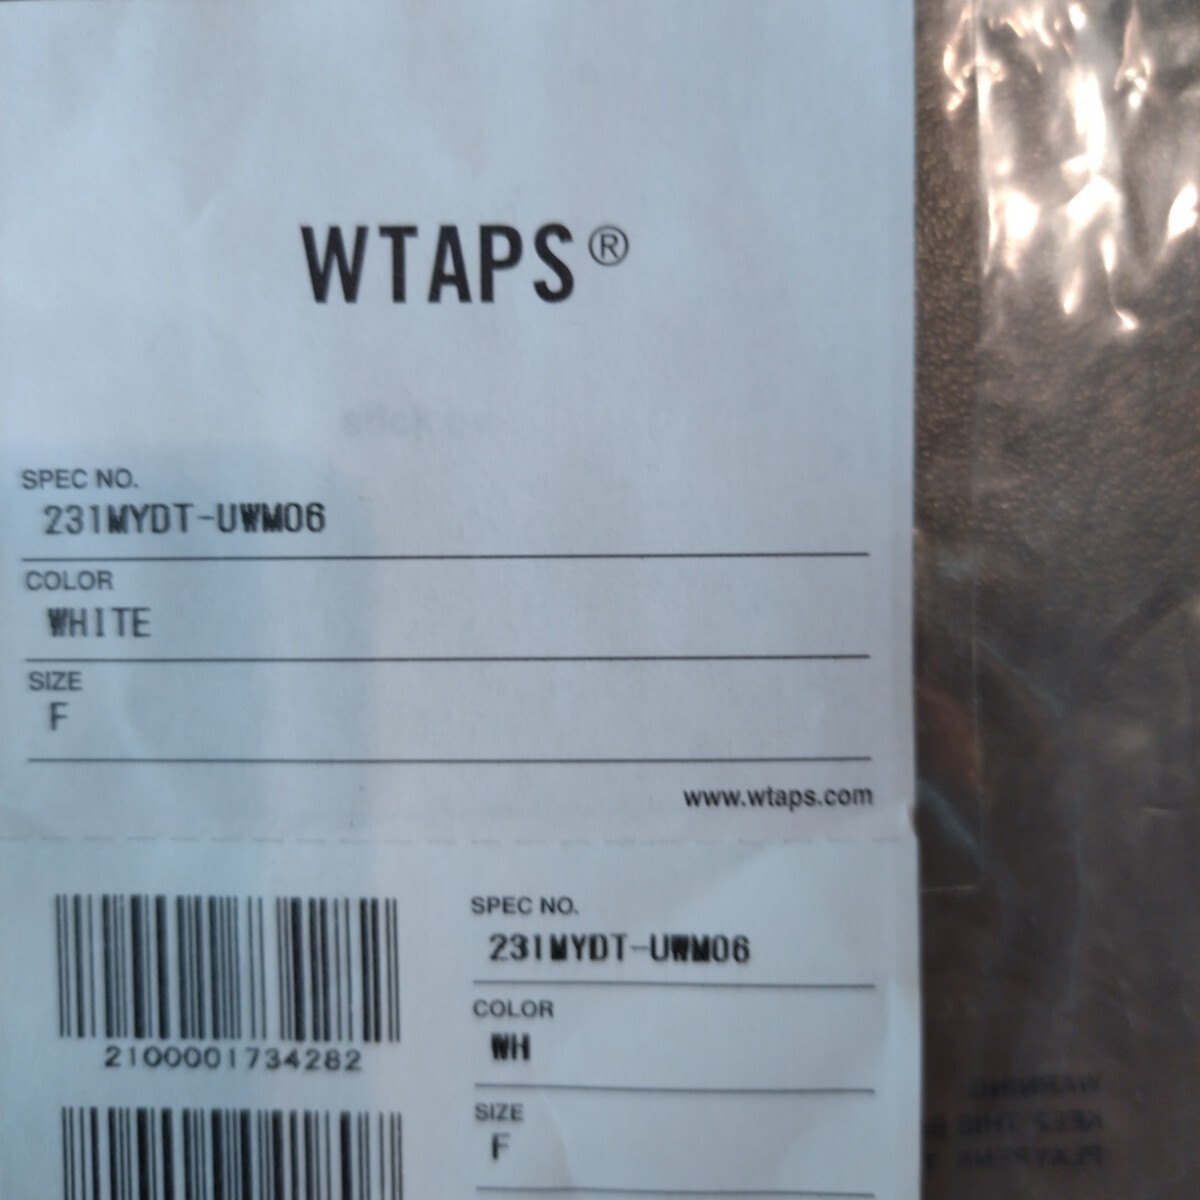 WTAPS®
SPEC NO.
231MYDT-UWM06
COLOR
WHITE
SIZE
F
www.wtaps.com
2100001734282
SPEC NO.
231MYDT-UWM06
COLOR
WH
SIZE
F
WARNING